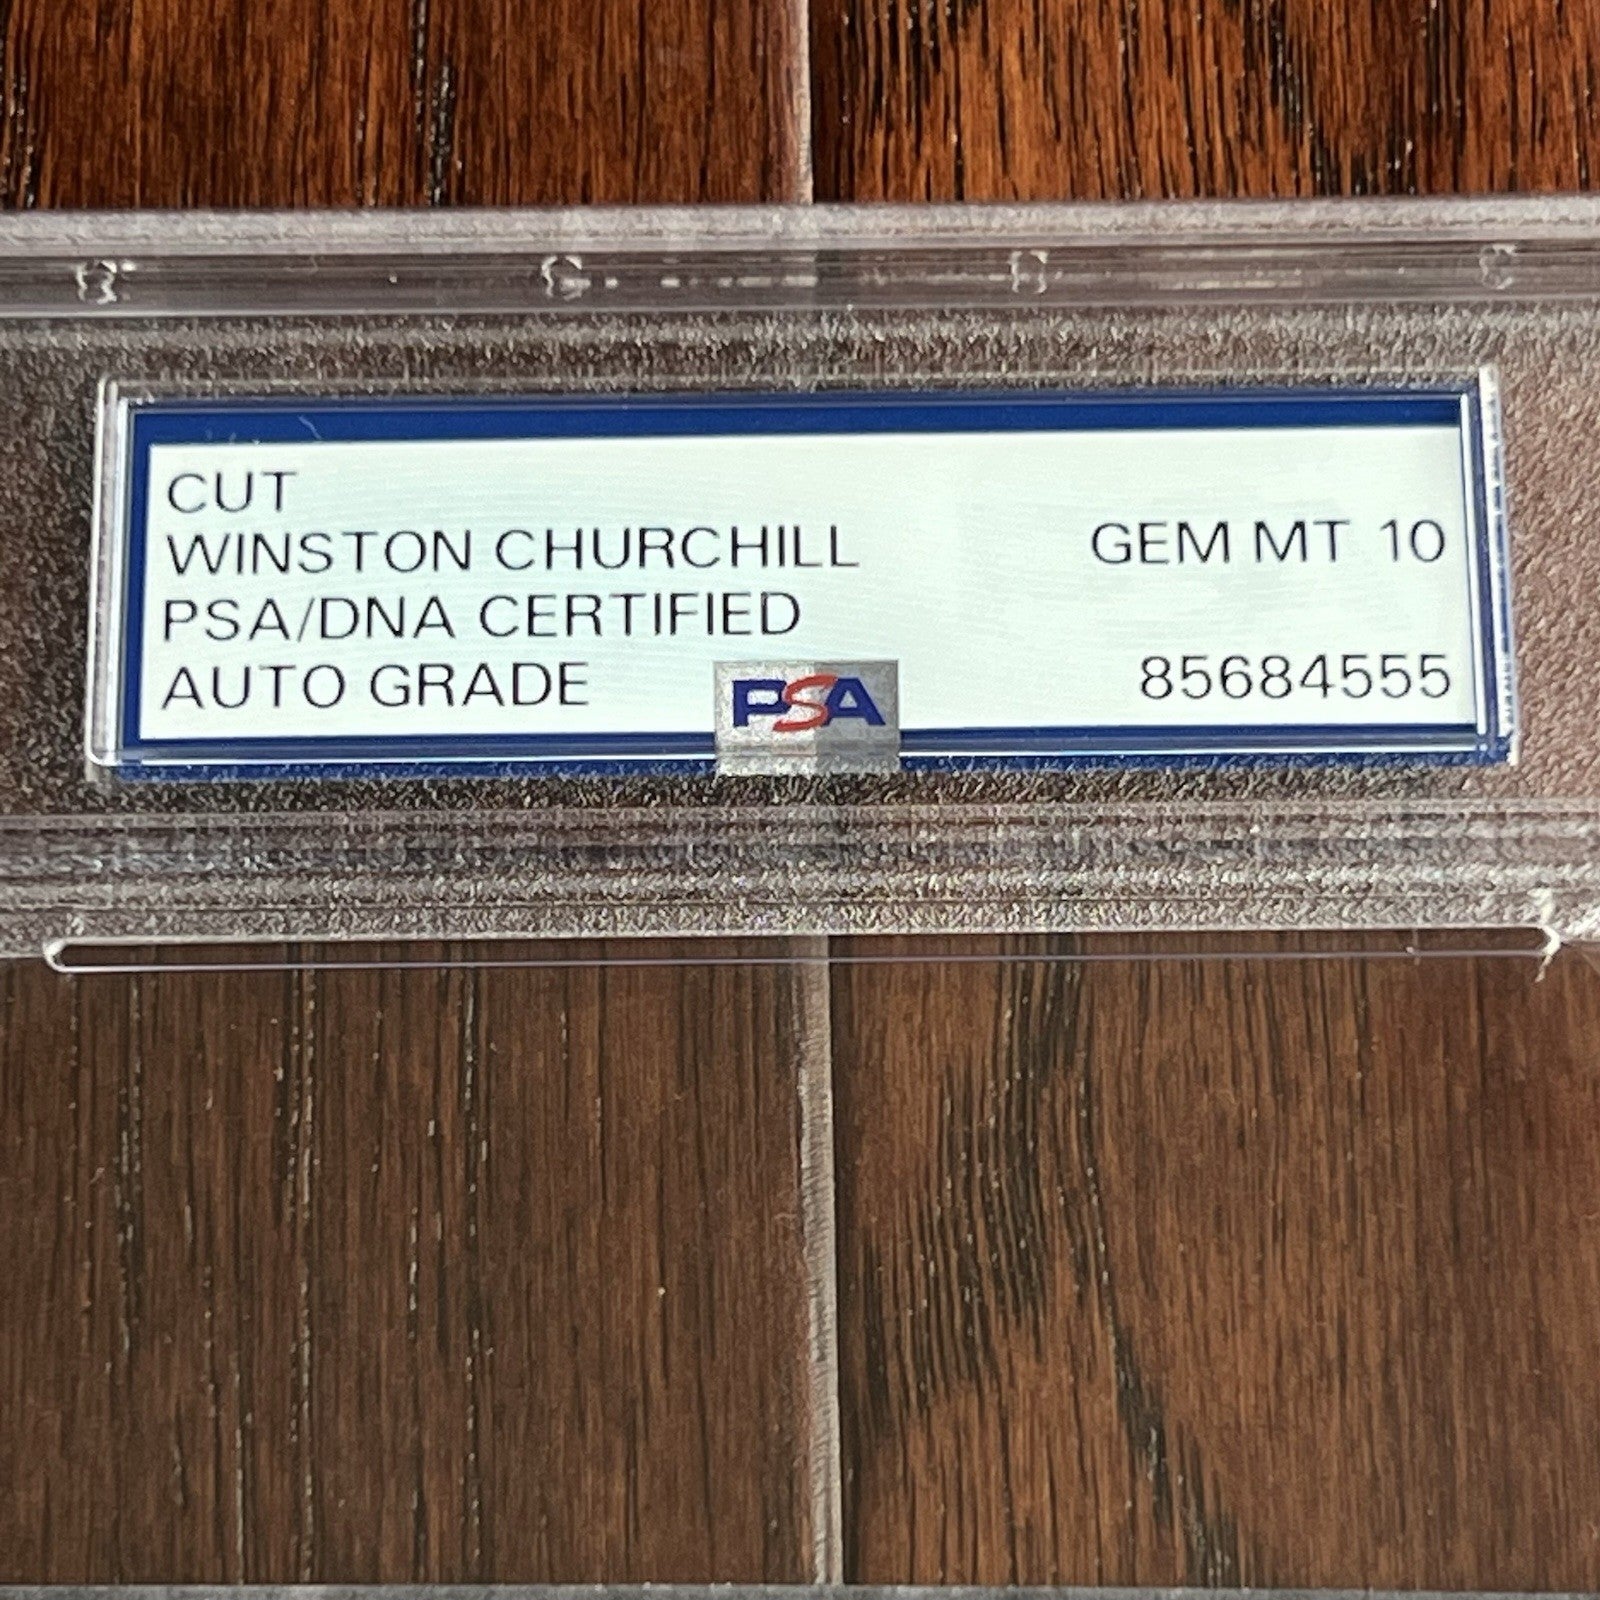 CUT
WINSTON CHURCHILL GEM MT 10
PSA/DNA CERTIFIED
AUTO GRADE 85684555
PSA